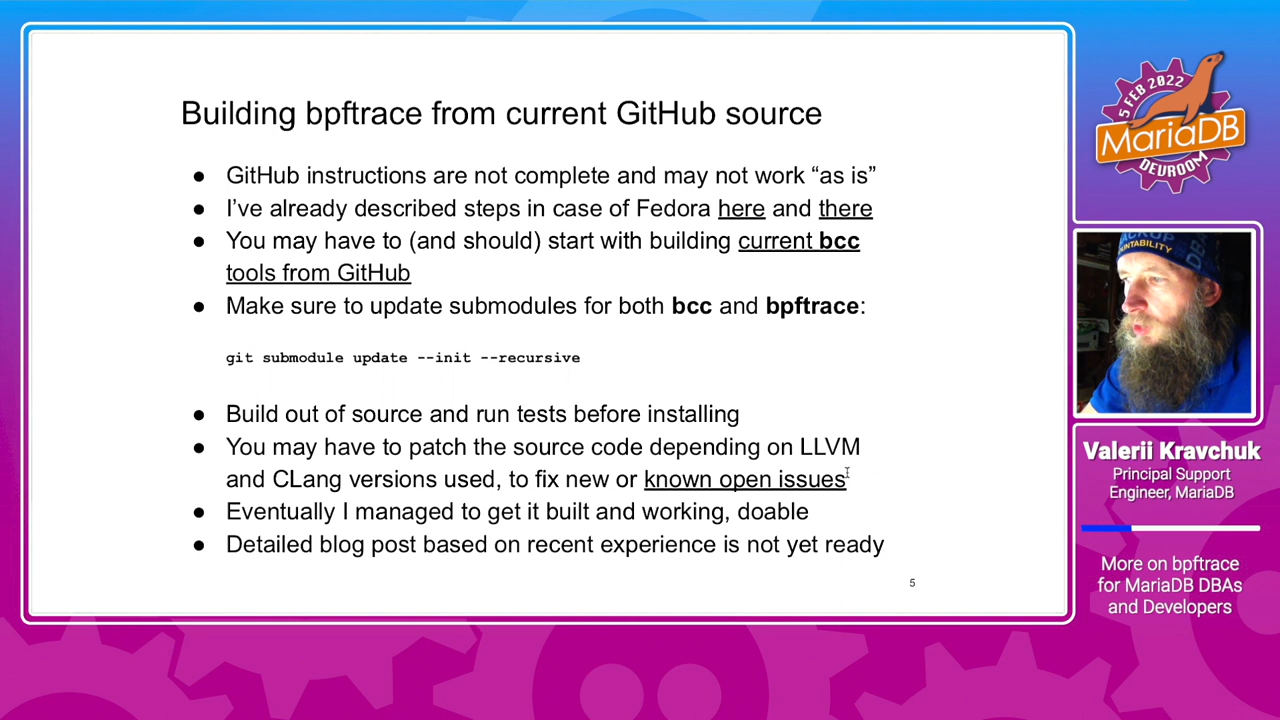 Building bpftrace from current GitHub source
● GitHub instructions are not complete and may not work “as is”
● I’ve already described steps in case of Fedora here and there
● You may have to (and should) start with building current bcc
tools from GitHub
● Make sure to update submodules for both bcc and bpftrace:
git submodule update --init --recursive
● Build out of source and run tests before installing
● You may have to patch the source code depending on LLVM
and CLang versions used, to fix new or known open issues
● Eventually I managed to get it built and working, doable
● Detailed blog post based on recent experience is not yet ready
5
5 FEB 2022
MariaDB
DEVROOM
Valerii Kravchuk
Principal Support
Engineer, MariaDB
More on bpftrace
for MariaDB DBAs
and Developers